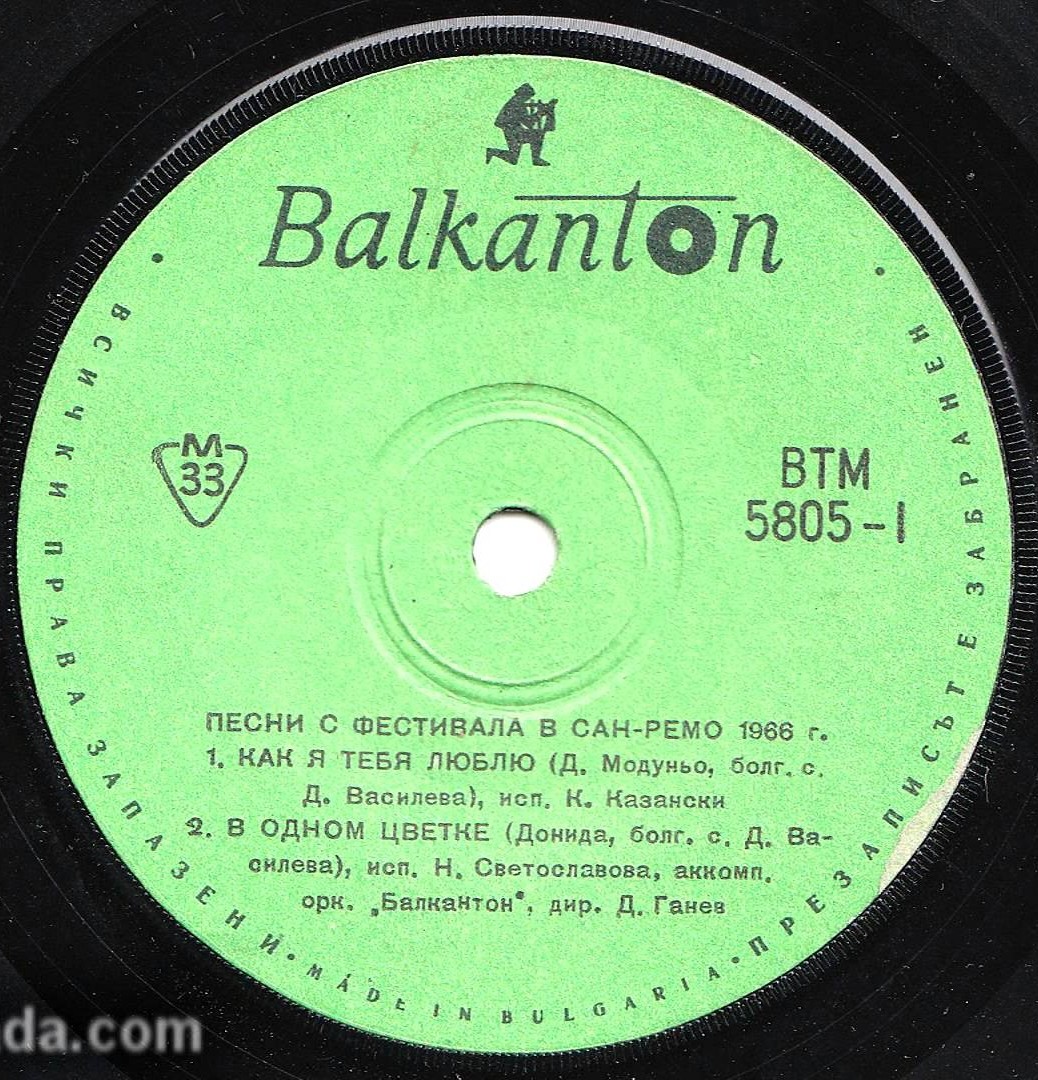 Balkanton
M
33
BTM
5805-1
ПЕСНИ С ФЕСТИВАЛА В САН-РЕМО 1966 г.
1. КАК Я ТЕБЯ ЛЮБЛЮ (Д. Модуньо, болг. с.
Д. Василева), исп. К. Казански
2. В ОДНОМ ЦВЕТКЕ (Донида, болг. с. Д. Ва-
силева), исп. Н. Светославова, аккомп.
орк. „Балкантон", дир. Д. Ганев
• ВСИЧКИ ПРАВА ЗАПАЗЕНИ • MADE IN BULGARIA • ПРЕЗАПИСЪТ Е ЗАБРАНЕН •
da.com